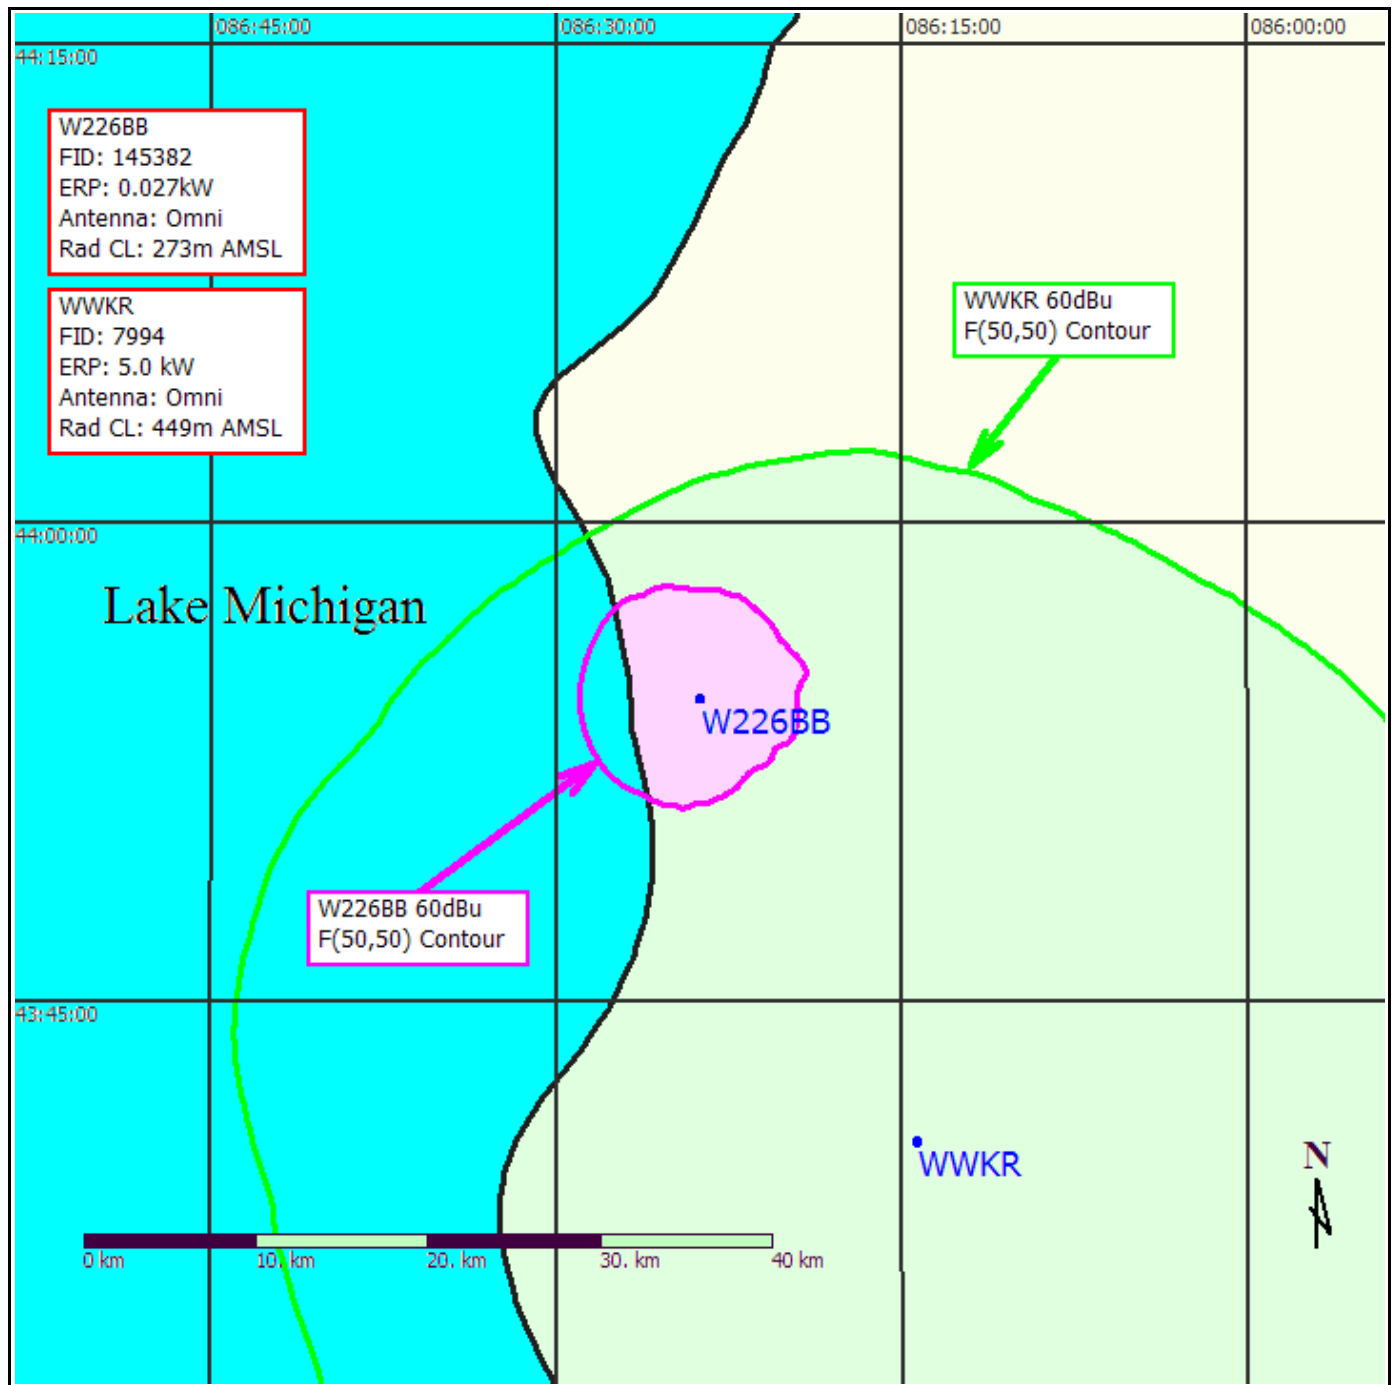 086:45:00
086:30:00
086:15:00
086:00:00
44:15:00
W226BB
FID: 145382
ERP: 0.027kW
Antenna: Omni
Rad CL: 273m AMSL
WWKR
FID: 7994
ERP: 5.0 kW
Antenna: Omni
Rad CL: 449m AMSL
WWKR 60dBu
F(50,50) Contour
44:00:00
Lake Michigan
W226BB
W226BB 60dBu
F(50,50) Contour
43:45:00
WWKR
N
0 km
10. km
20. km
30. km
40 km